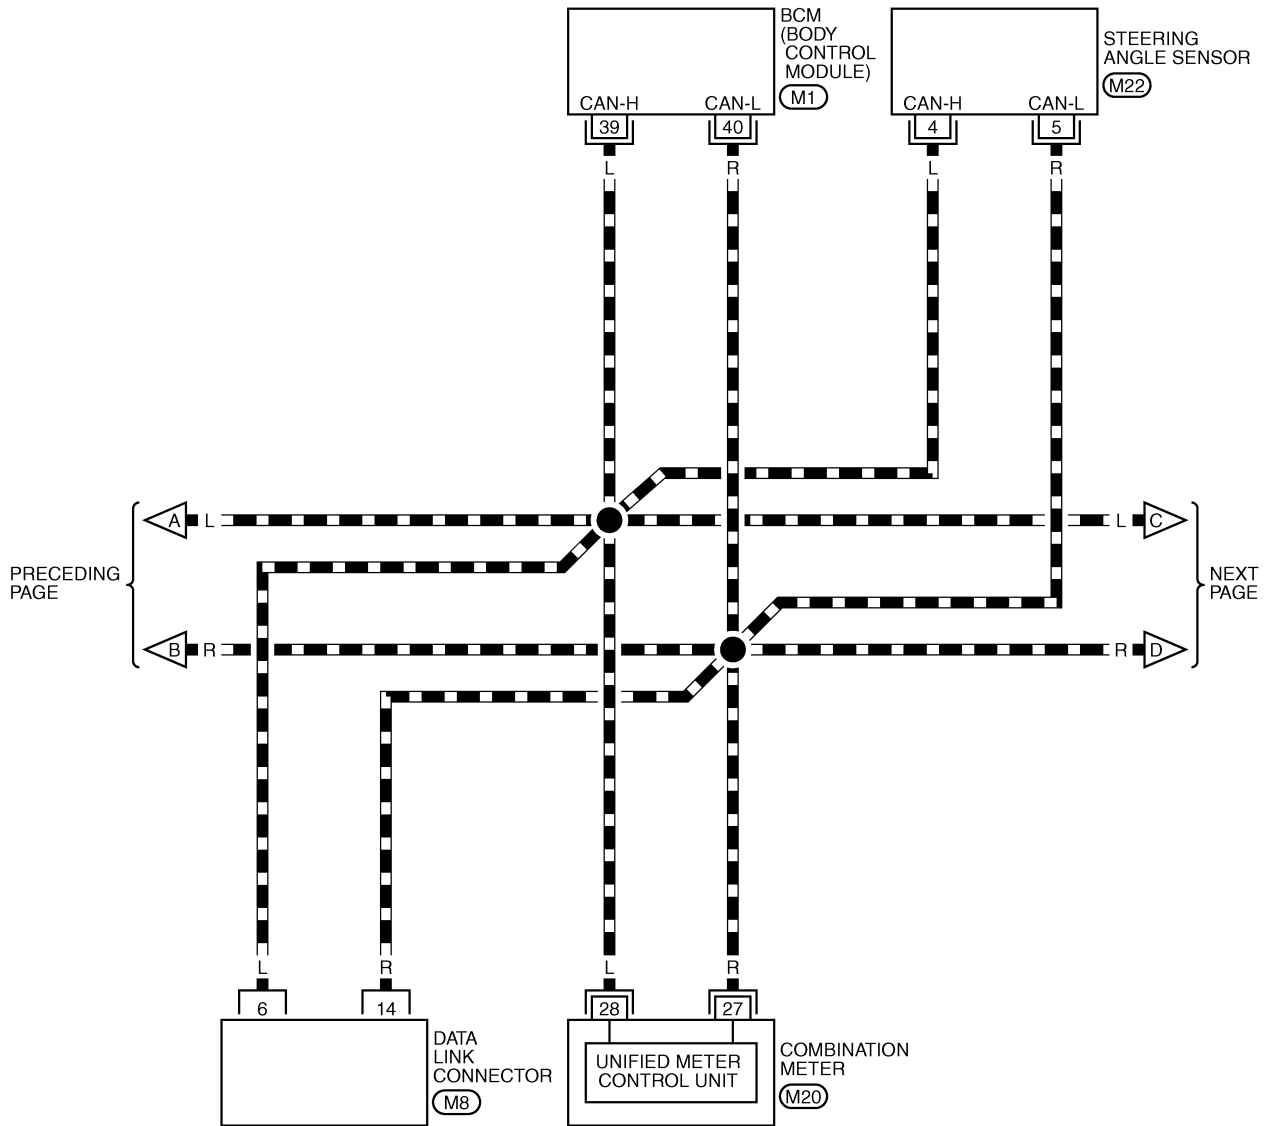 BCM
(BODY
CONTROL
MODULE)
M1
CAN-H
CAN-L
39
40
L
R
STEERING
ANGLE SENSOR
M22
CAN-H
CAN-L
4
5
L
R
PRECEDING
PAGE
A
L
B
R
L
C
R
D
NEXT
PAGE
L
R
6
14
DATA
LINK
CONNECTOR
M8
L
R
28
27
UNIFIED METER
CONTROL UNIT
COMBINATION
METER
M20